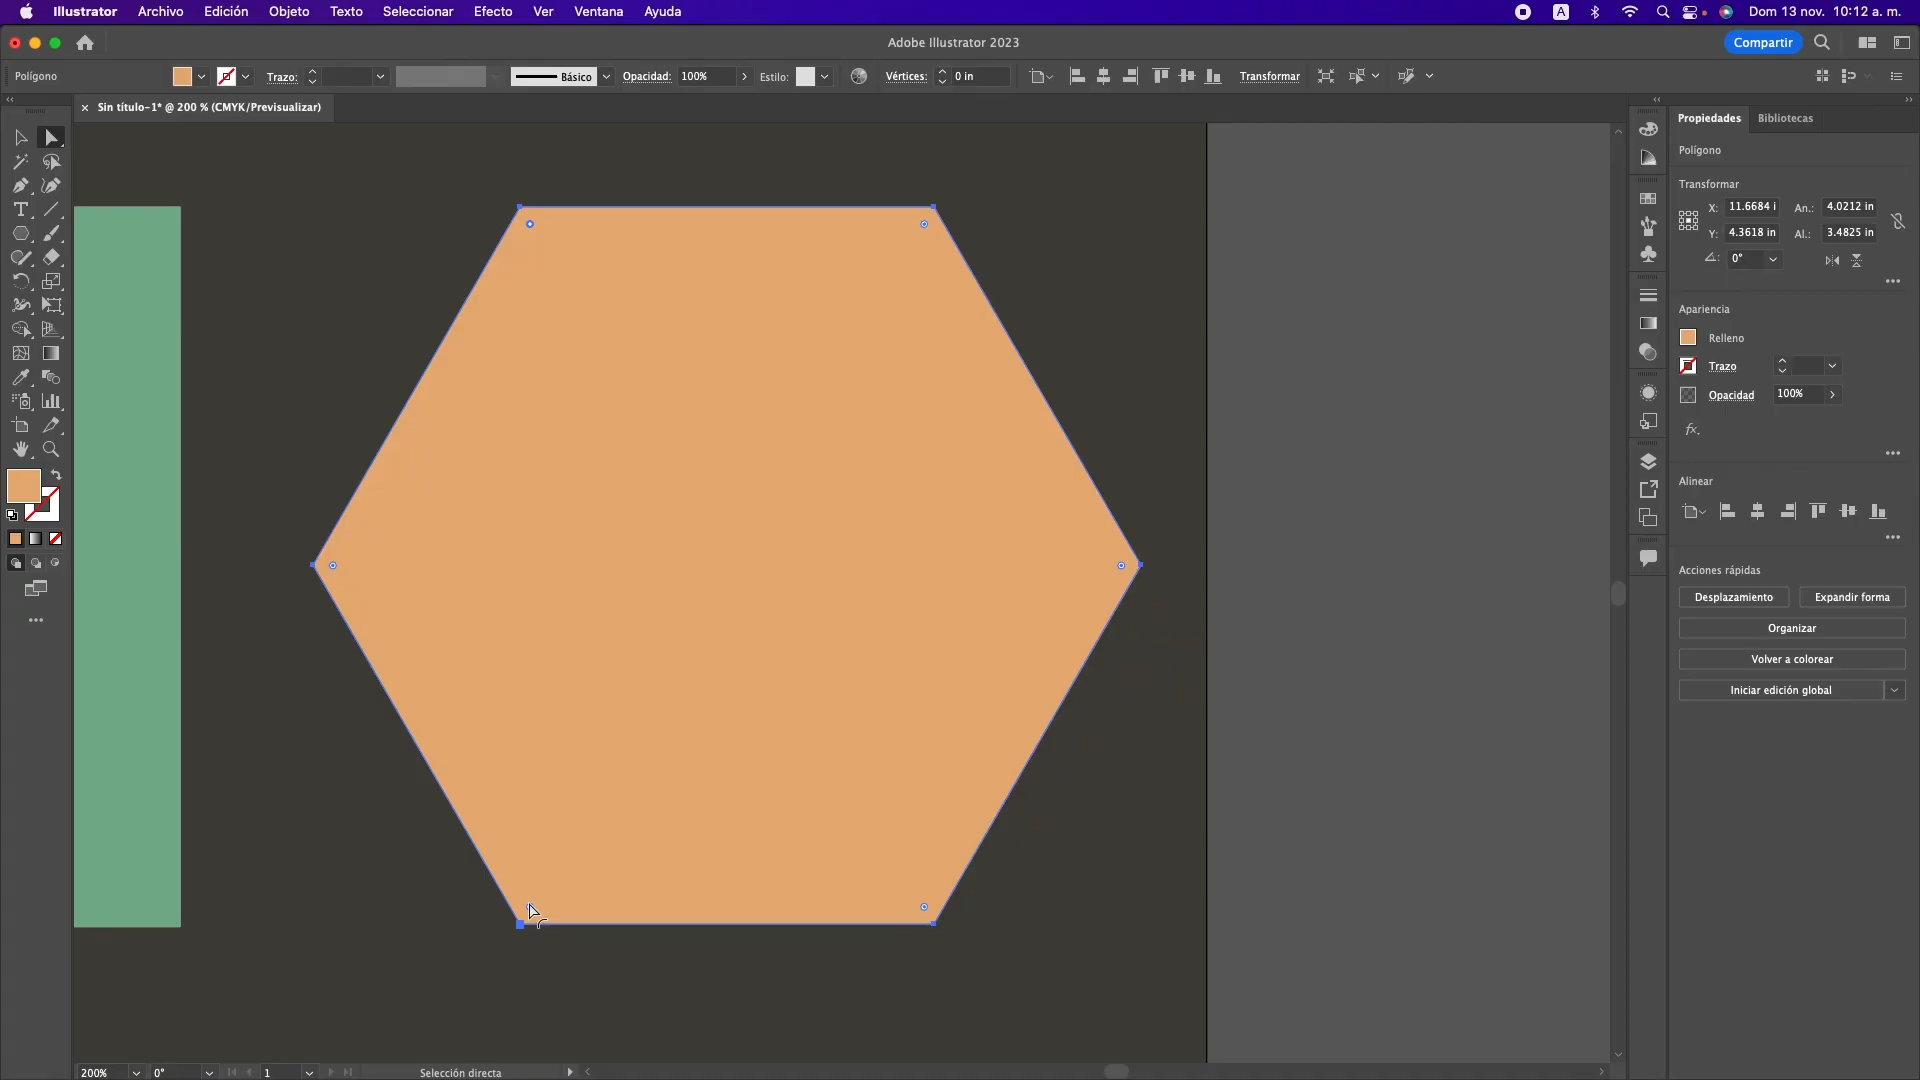 Illustrator Archivo Edición Objeto Texto Seleccionar Efecto Ver Ventana Ayuda A Dom 13 nov. 10:12 a. m.
Adobe Illustrator 2023 Compartir
Polígono Trazo: Básico Opacidad: 100% Estilo: Vértices: 0 in Transformar
× Sin título-1* @ 200 % (CMYK/Previsualizar)
Propiedades Bibliotecas
Polígono
Transformar
X: 11.6684 i An.: 4.0212 in
Y: 4.3618 in Al.: 3.4825 in
0°
Apariencia
Relleno
Trazo
Opacidad 100%
fx.
Alinear
Acciones rápidas
Desplazamiento Expandir forma
Organizar
Volver a colorear
Iniciar edición global
200% 0° 1 Selección directa